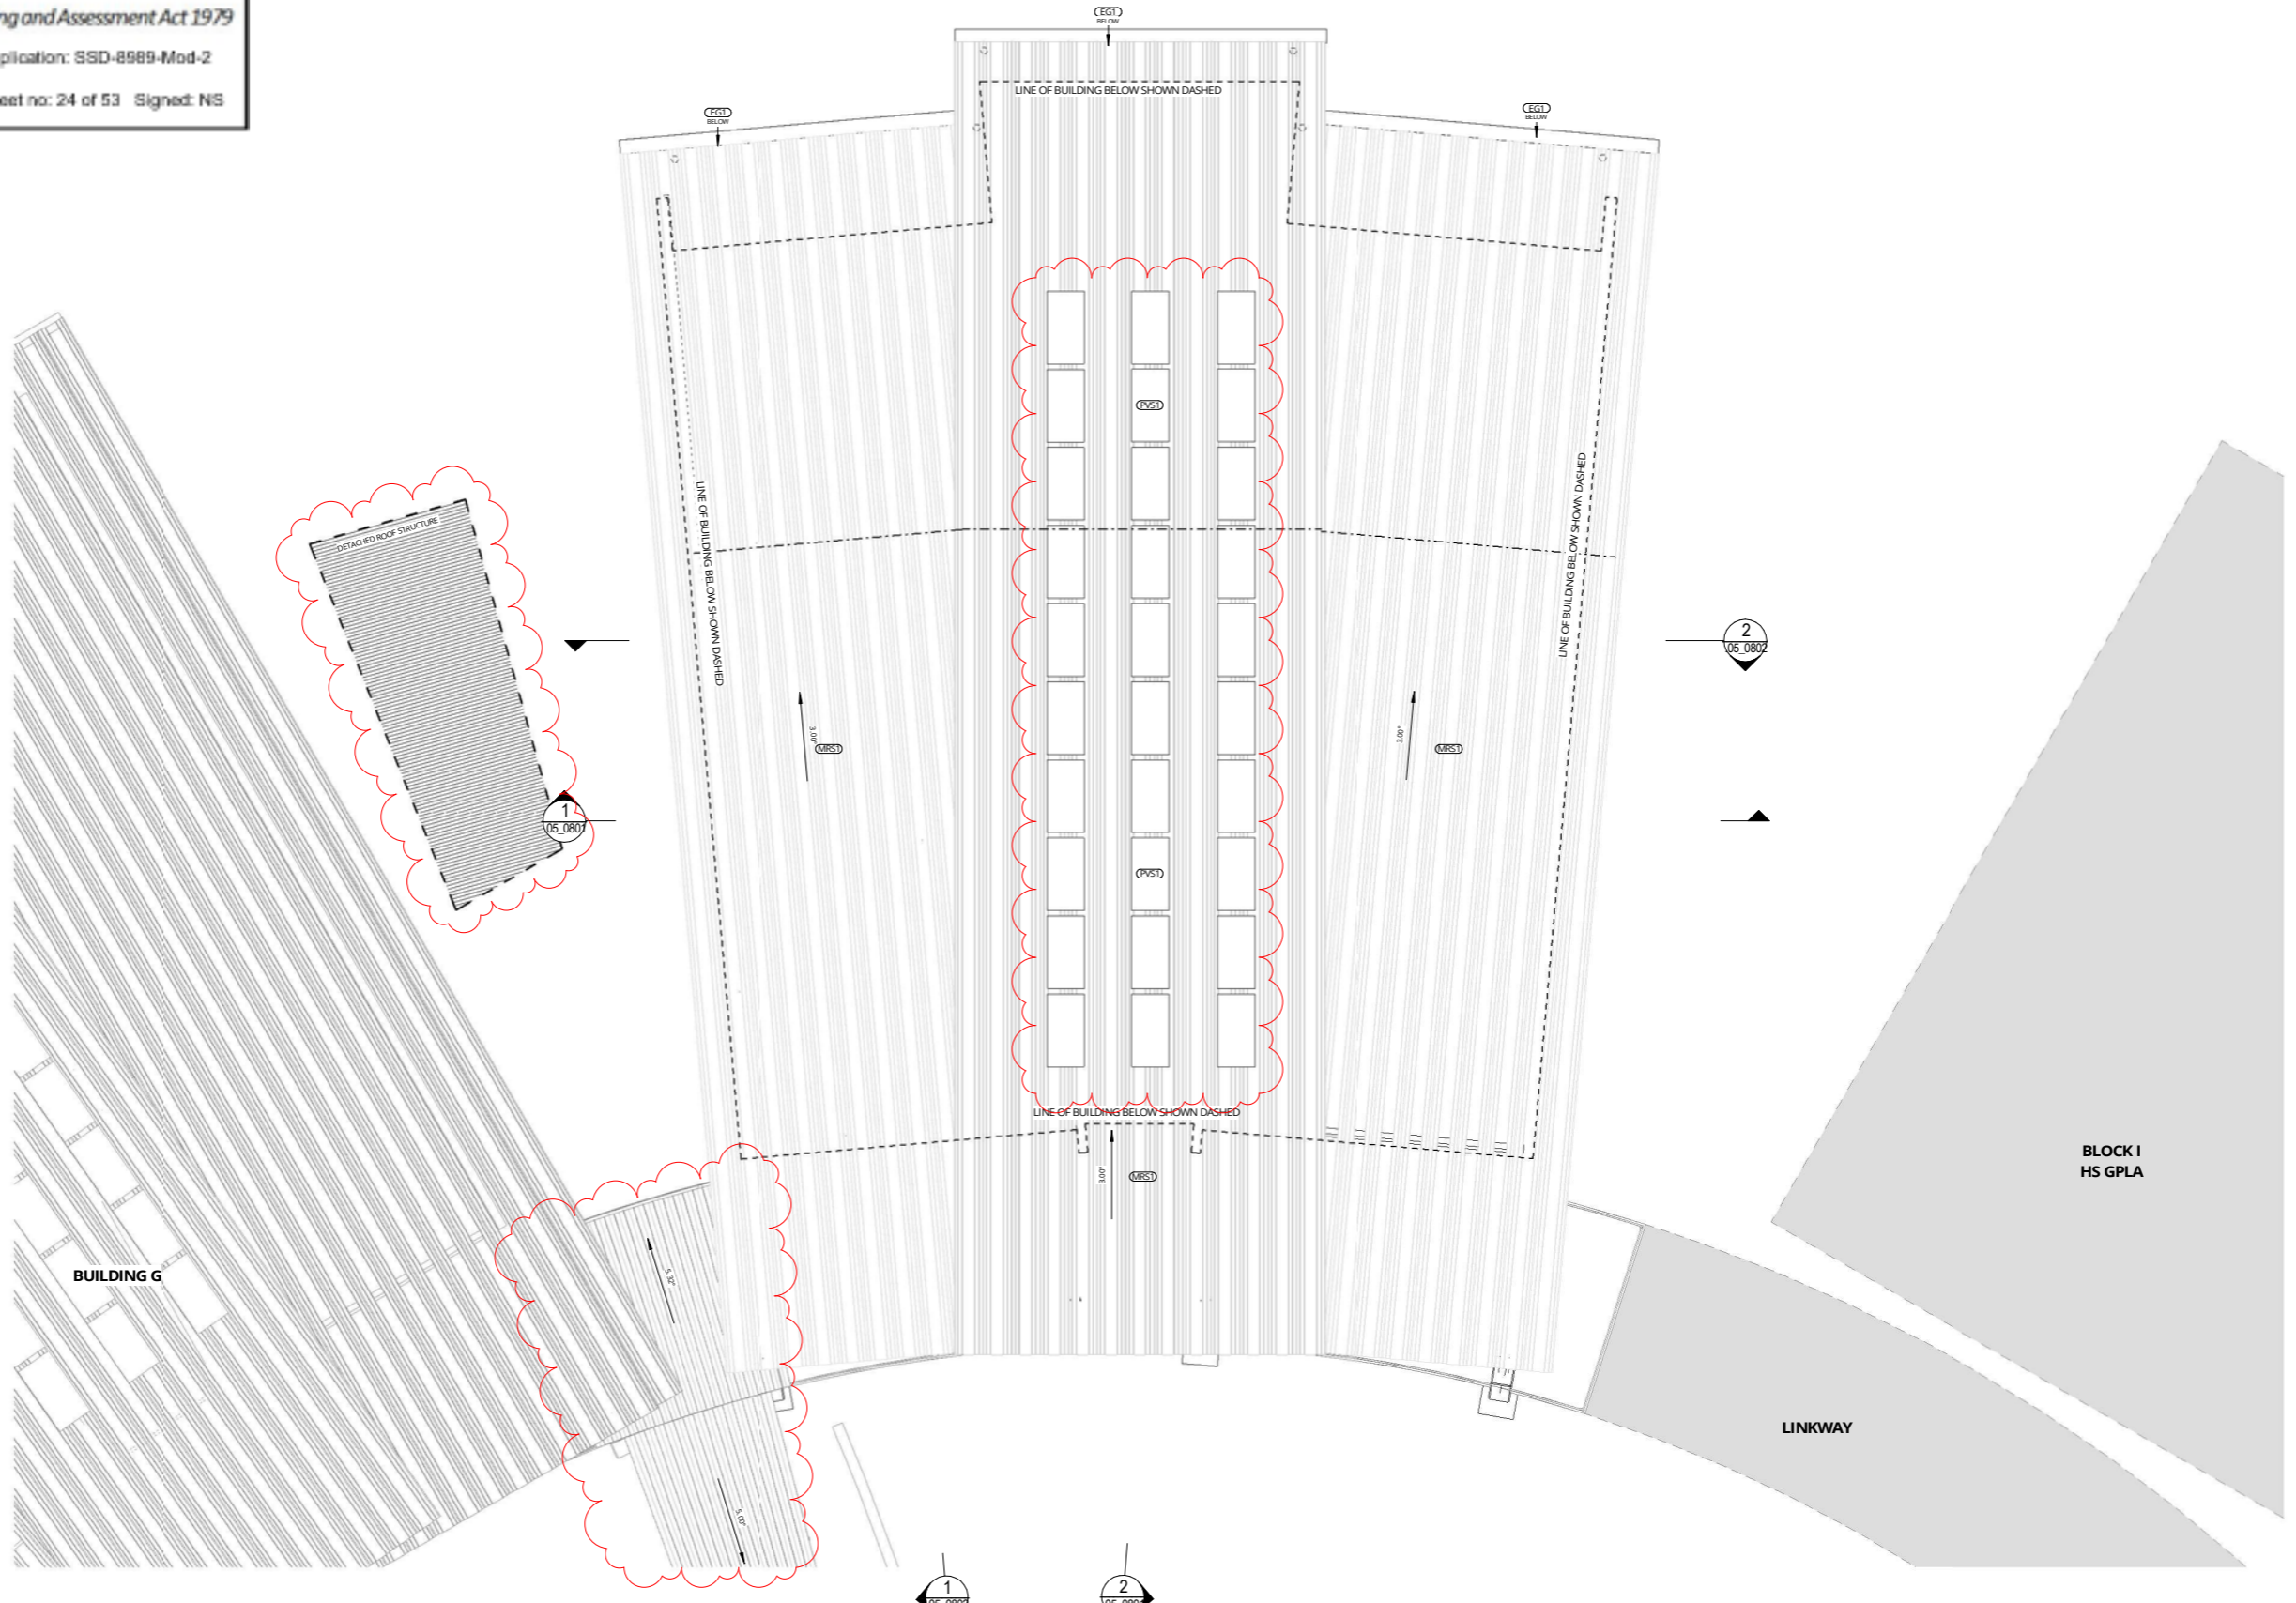 ng and Assessment Act 1979
plication: SSD-8989-Mod-2
eet no: 24 of 53 Signed: NS
EG1
BELOW
EG1
BELOW
EG1
BELOW
LINE OF BUILDING BELOW SHOWN DASHED
PVS1
DETACHED ROOF STRUCTURE
LINE OF BUILDING BELOW SHOWN DASHED
LINE OF BUILDING BELOW SHOWN DASHED
2
05_0802
3.00°
MRS1
3.00°
MRS1
1
05_0801
PVS1
LINE OF BUILDING BELOW SHOWN DASHED
3.00°
MRS1
BLOCK I
HS GPLA
BUILDING G
5.32°
LINKWAY
5.00°
1
2